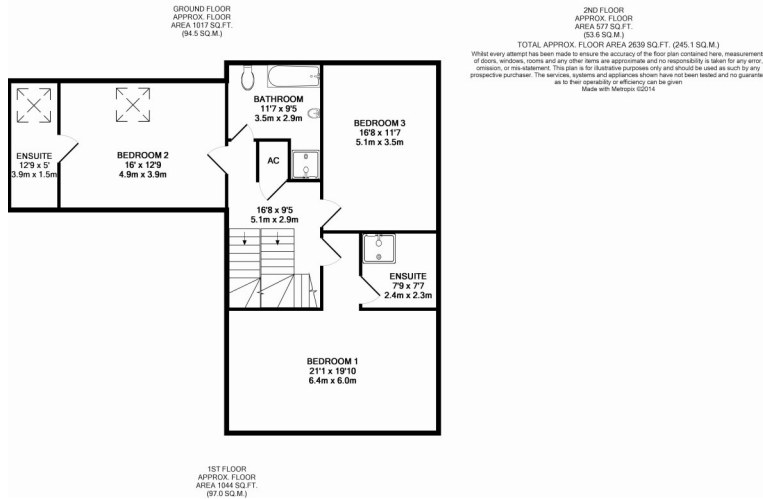 GROUND FLOOR
APPROX. FLOOR
AREA 1017 SQ.FT.
(94.5 SQ.M.)
2ND FLOOR
APPROX. FLOOR
AREA 577 SQ.FT.
(53.6 SQ.M.)
TOTAL APPROX. FLOOR AREA 2639 SQ.FT. (245.1 SQ.M.)
Whilst every attempt has been made to ensure the accuracy of the floor plan contained here, measurements
of doors, windows, rooms and any other items are approximate and no responsibility is taken for any error,
omission, or mis-statement. This plan is for illustrative purposes only and should be used as such by any
prospective purchaser. The services, systems and appliances shown have not been tested and no guarantee
as to their operability or efficiency can be given
Made with Metropix ©2014
BATHROOM
11'7 x 9'5
3.5m x 2.9m
BEDROOM 3
16'8 x 11'7
5.1m x 3.5m
ENSUITE
12'9 x 5'
3.9m x 1.5m
BEDROOM 2
16' x 12'9
4.9m x 3.9m
AC
16'8 x 9'5
5.1m x 2.9m
ENSUITE
7'9 x 7'7
2.4m x 2.3m
BEDROOM 1
21'1 x 19'10
6.4m x 6.0m
1ST FLOOR
APPROX. FLOOR
AREA 1044 SQ.FT.
(97.0 SQ.M.)